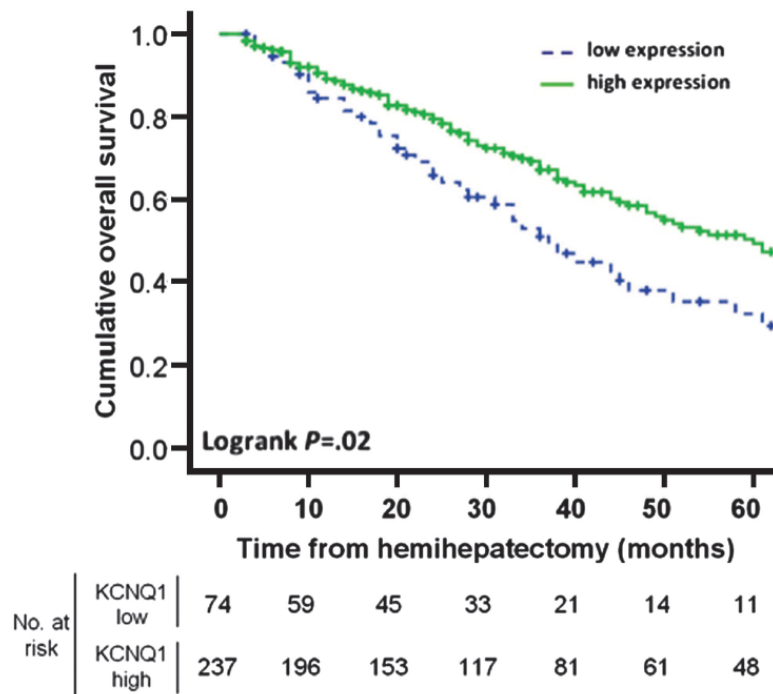 Cumulative overall survival
1.0
0.8
0.6
0.4
0.2
0.0
low expression
high expression
Logrank P=.02
0 10 20 30 40 50 60
Time from hemihepatectomy (months)
No. at
risk
KCNQ1
low
74 59 45 33 21 14 11
KCNQ1
high
237 196 153 117 81 61 48